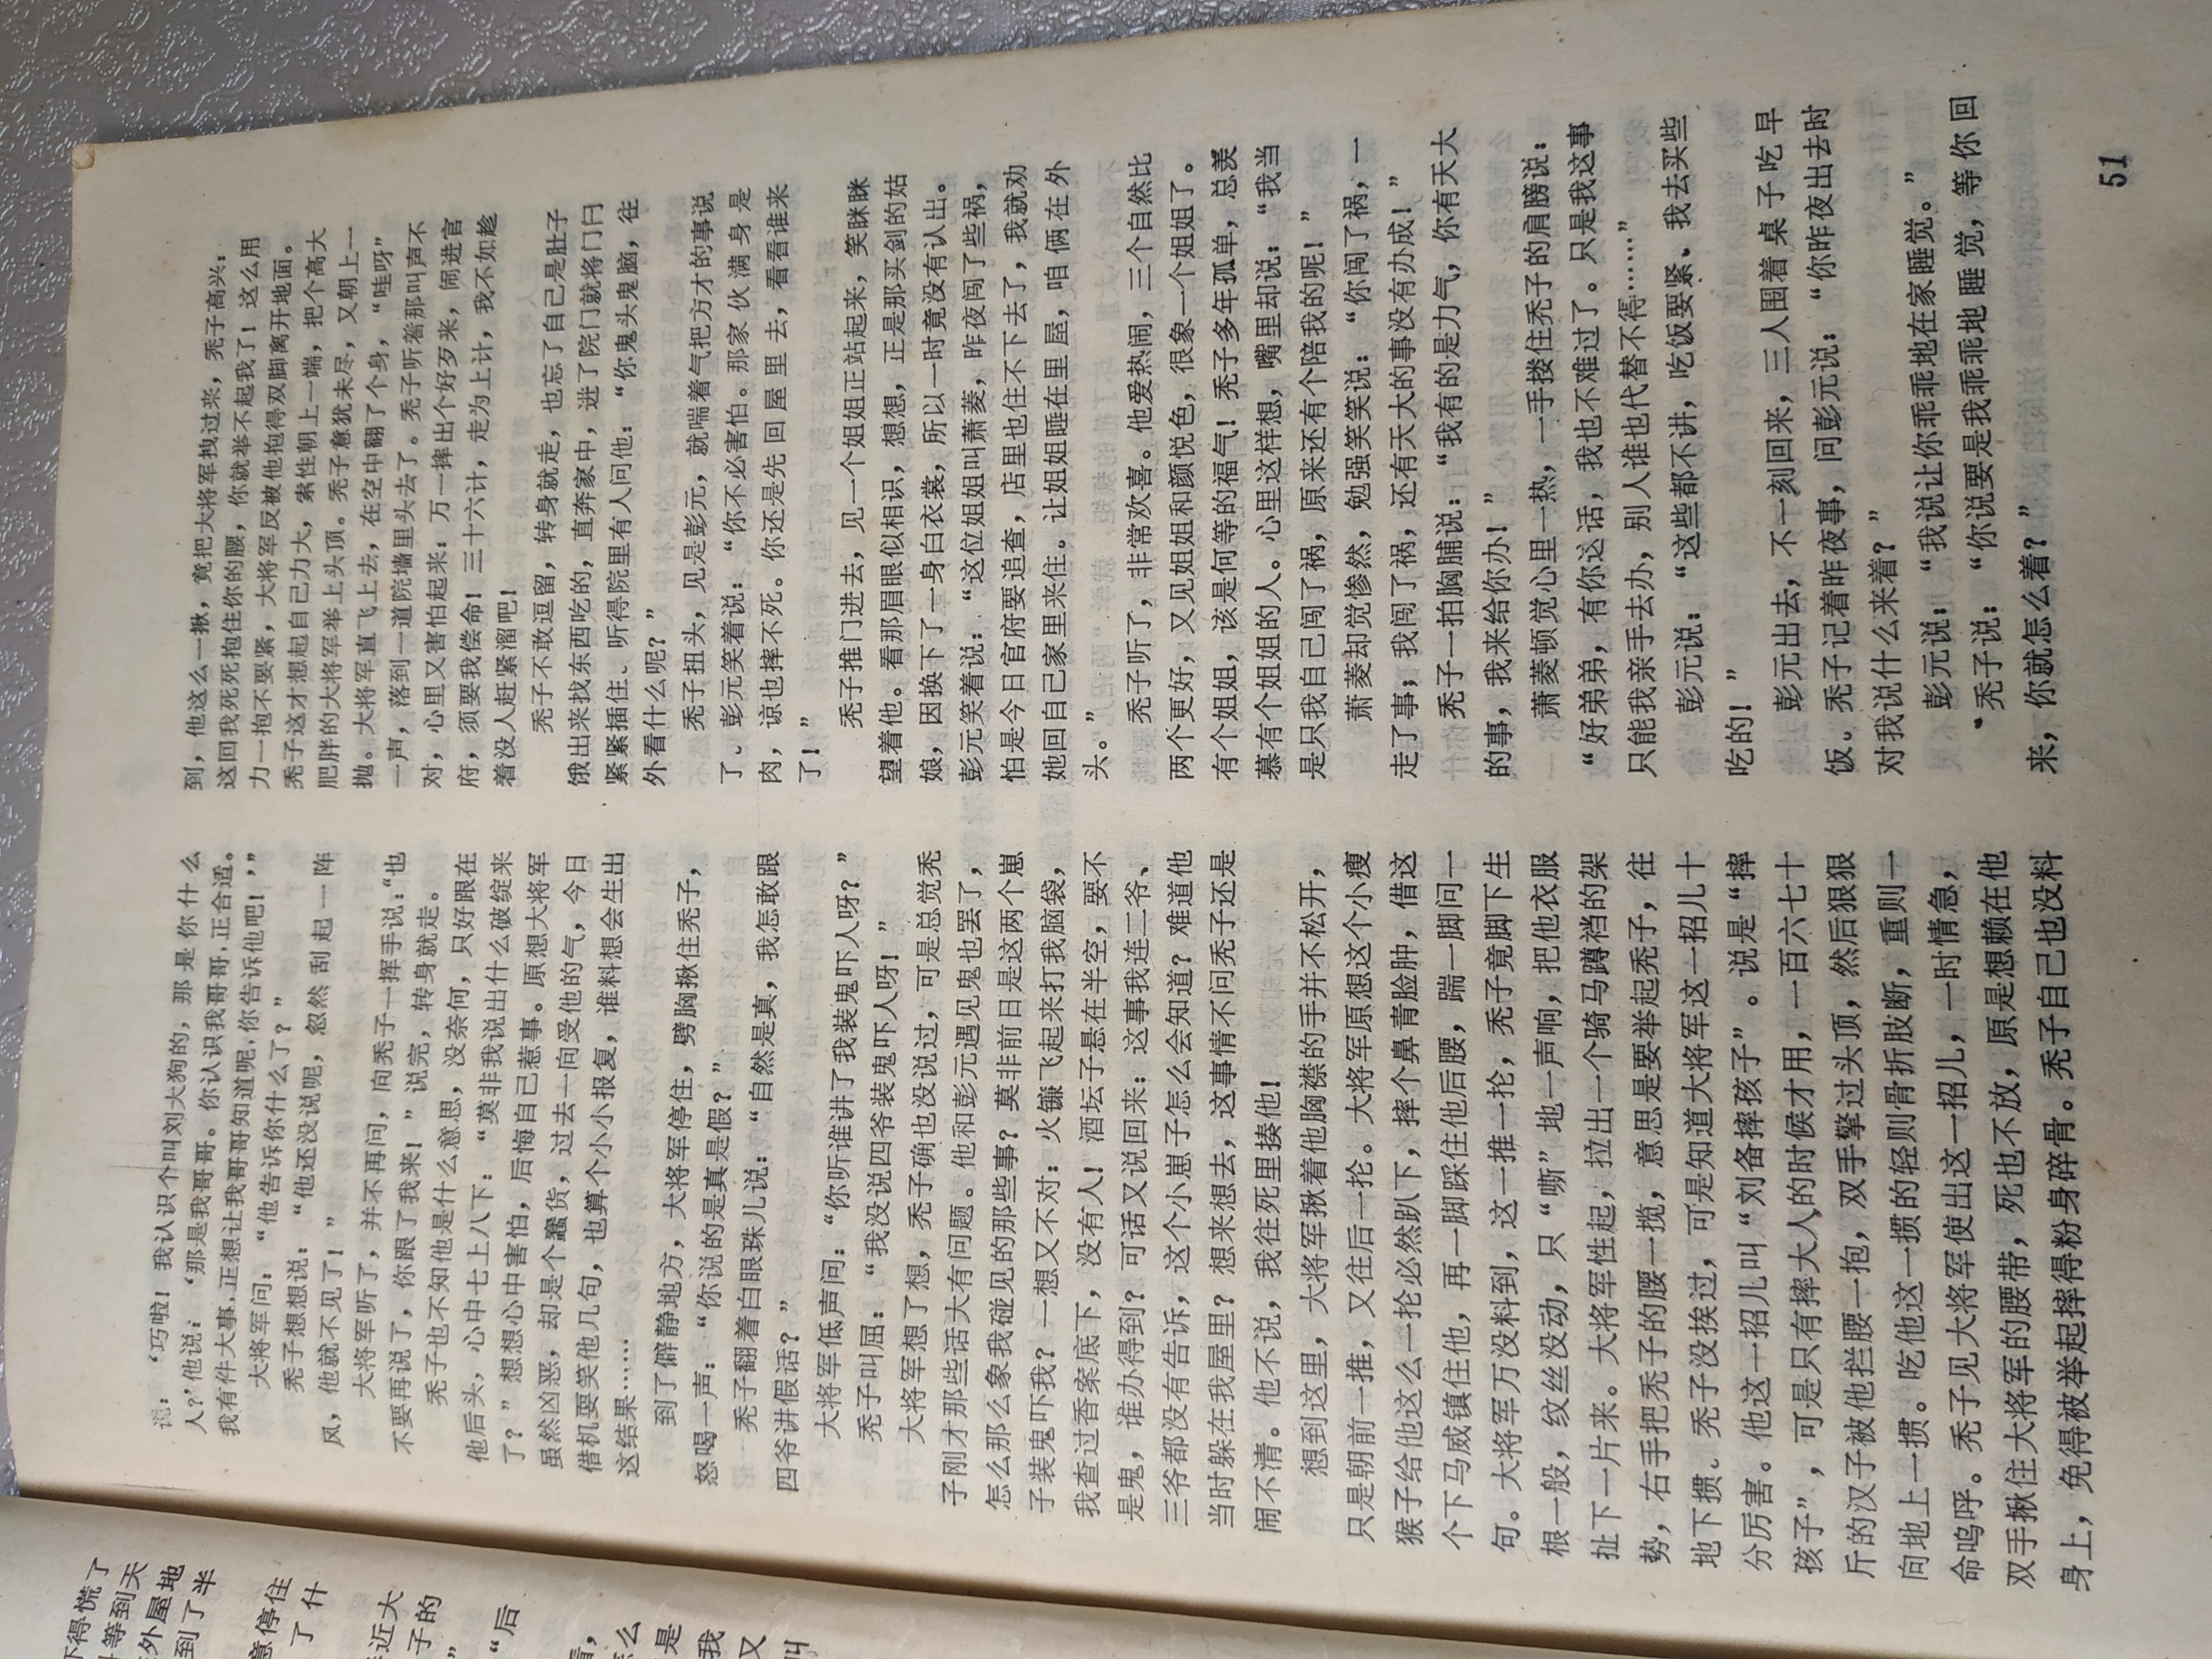 不得慌了
等到天
外屋地
到了半
意停住
了什
近大
子的
“后
看，
么
是
我
又
叫
说：‘巧啦！我认识个叫刘大狗的，那是你什么
人？’他说：‘那是我哥哥。你认识我哥哥，正合适。
我有件大事，正想让我哥哥知道呢，你告诉他吧！’”
大将军问：“他告诉你什么了？”
秃子想想说：“他还没说呢，忽然刮起一阵
风，他就不见了！”
大将军听了，并不再问，向秃子一挥手说：“也
不要再说了，你跟了我来！”说完，转身就走。
秃子也不知他是什么意思，没奈何，只好跟在
他后头，心中七上八下：“莫非我说出什么破绽来
了？”想想心中害怕，后悔自己惹事。原想大将军
虽然凶恶，却是个蠢货，过去一向受他的气，今日
借机要笑他几句，也算个小小报复，谁料想会生出
这结果……
到了僻静地方，大将军停住，劈胸揪住秃子，
怒喝一声：“你说的是真是假？”
秃子翻着白眼珠儿说：“自然是真，我怎敢跟
四爷讲假话？”
大将军低声问：“你听谁讲了我装鬼吓人呀？”
秃子叫屈：“我没说四爷装鬼吓人呀！”
大将军想了想，秃子确也没说过，可是总觉秃
子刚才那些话大有问题。他和彭元遇见鬼也罢了，
怎么那么象我碰见的那些事？莫非前日是这两个崽
子装鬼吓我？一想又不对：火镰飞起来打我脑袋，
我查过香案底下，没有人！酒坛子悬在半空，要不
是鬼，谁办得到？可话又说回来：这事我连二爷、
三爷都没有告诉，这个小崽子怎么会知道？难道他
当时躲在我屋里？想来想去，这事情不问秃子还是
闹不清。他不说，我往死里揍他！
想到这里，大将军揪着他胸襟的手并不松开，
只是朝前一推，又往后一抡。大将军原想这个小瘦
猴子给他这么一抡必然趴下，摔个鼻青脸肿，借这
个下马威镇住他，再一脚踩住他后腰，踹一脚问一
句。大将军万没料到，这一推一抡，秃子竟脚下生
根一般，纹丝没动，只“嘶”地一声响，把他衣服
扯下一片来。大将军性起，拉出一个骑马蹲裆的架
势，右手把秃子的腰一揽，意思是要举起秃子，往
地下掼。秃子没挨过，可是知道大将军这一招儿十
分厉害。他这一招儿叫“刘备摔孩子”。说是“摔
孩子”，可是只有摔大人的时侯才用，一百六七十
斤的汉子被他拦腰一抱，双手擎过头顶，然后狠狠
向地上一掼。吃他这一掼的轻则骨折肢断，重则一
命呜呼。秃子见大将军使出这一招儿，一时情急，
双手揪住大将军的腰带，死也不放，原是想赖在他
身上，免得被举起摔得粉身碎骨。秃子自己也没料
到，他这么一揪，竟把大将军拽过来，秃子高兴：
这回我死死抱住你的腰，你就举不起我了！这么用
力一抱不要紧，大将军反被他抱得双脚离开地面。
秃子这才想起自己力大，索性朝上一端，把个高大
肥胖的大将军举上头顶。秃子意犹未尽，又朝上一
抛。大将军直飞上去，在空中翻了个身，“哇呀”
一声，落到一道院墙里头去了。秃子听着那叫声不
对，心里又害怕起来：万一摔出个好歹来，闹进官
府，须要我偿命！三十六计，走为上计，我不如趁
着没人赶紧溜吧！
秃子不敢逗留，转身就走，也忘了自己是肚子
饿出来找东西吃的，直奔家中，进了院门就将门闩
紧紧插住、听得院里有人问他：“你鬼头鬼脑，往
外看什么呢？”
秃子扭头，见是彭元，就喘着气把方才的事说
了。彭元笑着说：“你不必害怕。那家伙满身是
肉，谅也摔不死。你还是先回屋里去，看看谁来
了！”
秃子推门进去，见一个姐姐正站起来，笑眯眯
望着他。看那眉眼似相识，想想，正是那买剑的姑
娘，因换下了一身白衣裳，所以一时竟没有认出。
彭元笑着说：“这位姐姐叫萧菱，昨夜闯了些祸，
怕是今日官府要追查，店里也住不下去了，我就劝
她回自己家里来住。让姐姐睡在里屋，咱俩在外
头。”
秃子听了，非常欢喜。他爱热闹，三个自然比
两个更好，又见姐姐和颜悦色，很象一个姐姐了。
有个姐姐，该是何等的福气！秃子多年孤单，总羡
慕有个姐姐的人。心里这样想，嘴里却说：“我当
是只我自己闯了祸，原来还有个陪我的呢！”
萧菱却觉惨然，勉强笑笑说：“你闯了祸，一
走了事；我闯了祸，还有天大的事没有办成！”
秃子一拍胸脯说：“我有的是力气，你有天大
的事，我来给你办！”
萧菱顿觉心里一热，一手搂住秃子的肩膀说：
“好弟弟，有你这话，我也不难过了。只是我这事
只能我亲手去办，别人谁也代替不得……”
彭元说：“这些都不讲，吃饭要紧、我去买些
吃的！”
彭元出去，不一刻回来，三人围着桌子吃早
饭。秃子记着昨夜事，问彭元说：“你昨夜出去时
对我说什么来着？”
彭元说：“我说让你乖乖地在家睡觉。”
秃子说：“你说要是我乖乖地睡觉，等你回
来，你就怎么着？”
51